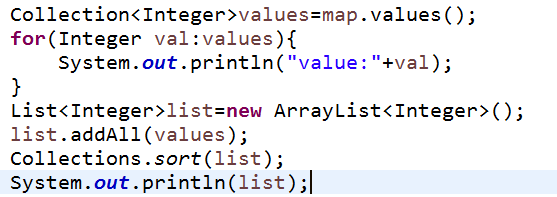 Collection<Integer>values=map.values();
for(Integer val:values){
    System.out.println("value:"+val);
}
List<Integer>list=new ArrayList<Integer>();
list.addAll(values);
Collections.sort(list);
System.out.println(list);